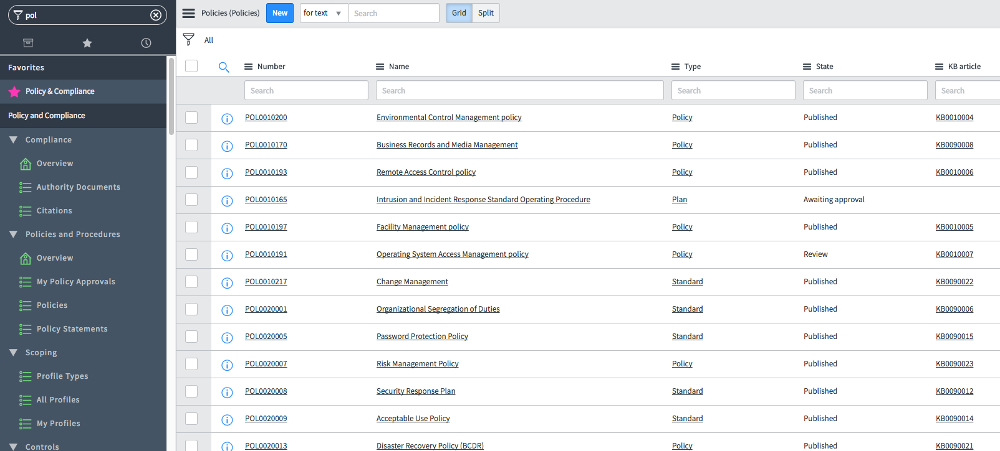 pol
Favorites
Policy & Compliance
Policy and Compliance
Compliance
Overview
Authority Documents
Citations
Policies and Procedures
Overview
My Policy Approvals
Policies
Policy Statements
Scoping
Profile Types
All Profiles
My Profiles
Controls
Policies (Policies) New for text Search Grid Split
All
Number Name Type State KB article
Search Search Search Search Search
POL0010200 Environmental Control Management policy Policy Published KB0010004
POL0010170 Business Records and Media Management Policy Published KB0090008
POL0010193 Remote Access Control policy Policy Published KB0010006
POL0010165 Intrusion and Incident Response Standard Operating Procedure Plan Awaiting approval
POL0010197 Facility Management policy Policy Published KB0010005
POL0010191 Operating System Access Management policy Policy Review KB0010007
POL0010217 Change Management Standard Published KB0090022
POL0020001 Organizational Segregation of Duties Standard Published KB0090006
POL0020005 Password Protection Policy Standard Published KB0090015
POL0020007 Risk Management Policy Policy Published KB0090023
POL0020008 Security Response Plan Standard Published KB0090012
POL0020009 Acceptable Use Policy Standard Published KB0090014
POL0020013 Disaster Recovery Policy (BCDR) Policy Published KB0090021